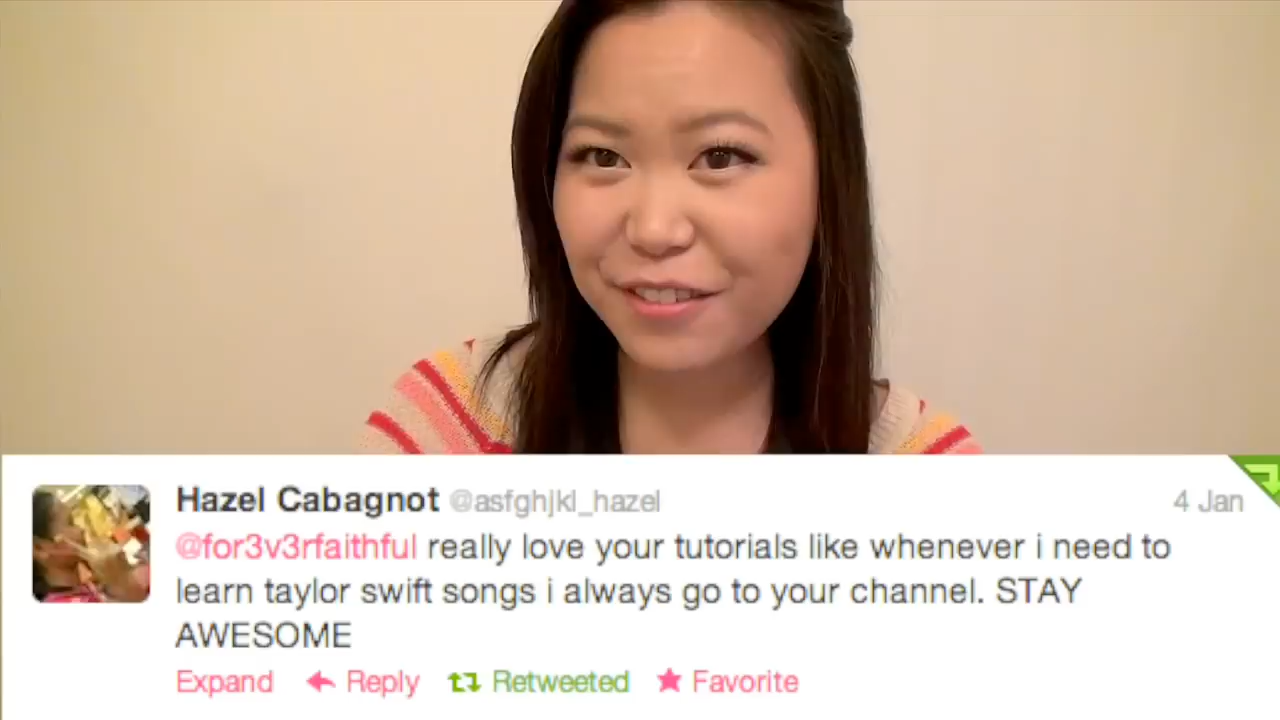 Hazel Cabagnot @asfghjkl_hazel 4 Jan
@for3v3rfaithful really love your tutorials like whenever i need to
learn taylor swift songs i always go to your channel. STAY
AWESOME
Expand Reply Retweeted Favorite